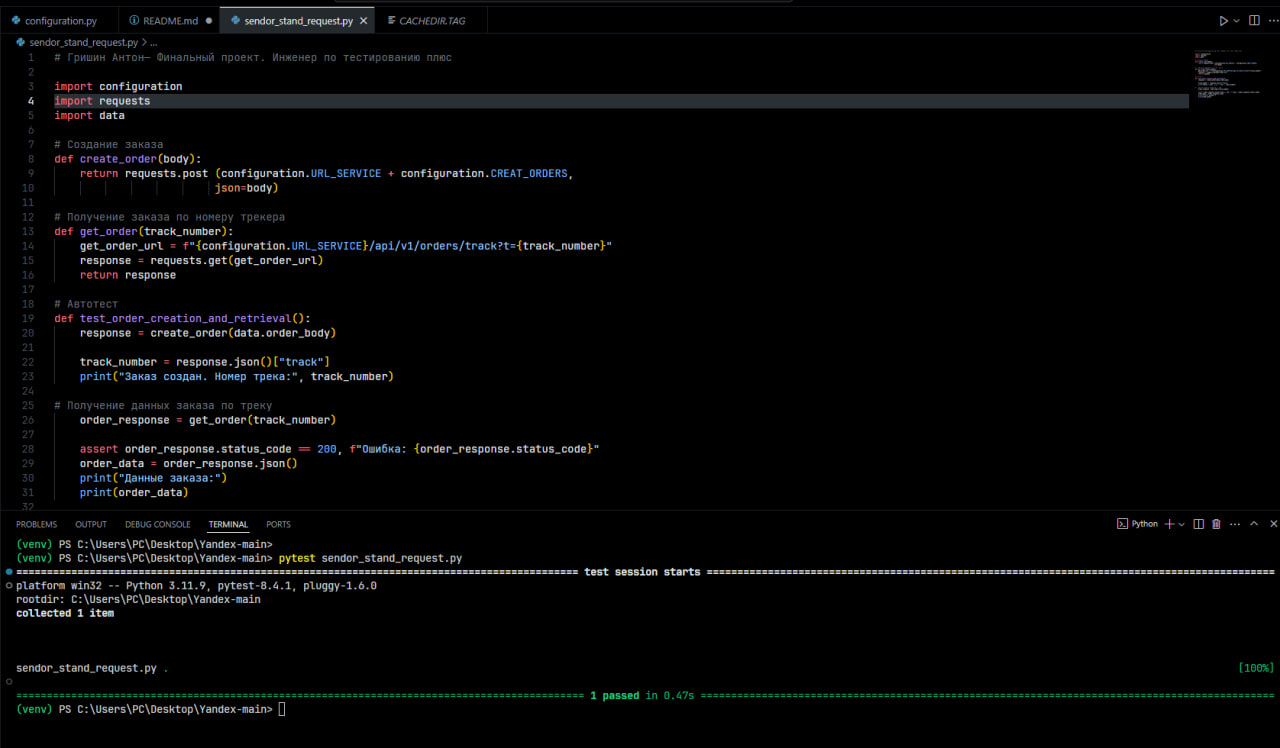 configuration.py
README.md
sendor_stand_request.py
CACHEDIR.TAG
sendor_stand_request.py > ...
1 # Гришин Антон— Финальный проект. Инженер по тестированию плюс
2
3 import configuration
4 import requests
5 import data
6
7 # Создание заказа
8 def create_order(body):
9     return requests.post (configuration.URL_SERVICE + configuration.CREAT_ORDERS,
10                          json=body)
11
12 # Получение заказа по номеру трекера
13 def get_order(track_number):
14     get_order_url = f"{configuration.URL_SERVICE}/api/v1/orders/track?t={track_number}"
15     response = requests.get(get_order_url)
16     return response
17
18 # Автотест
19 def test_order_creation_and_retrieval():
20     response = create_order(data.order_body)
21
22     track_number = response.json()["track"]
23     print("Заказ создан. Номер трека:", track_number)
24
25 # Получение данных заказа по треку
26     order_response = get_order(track_number)
27
28     assert order_response.status_code == 200, f"Ошибка: {order_response.status_code}"
29     order_data = order_response.json()
30     print("Данные заказа:")
31     print(order_data)
32
PROBLEMS OUTPUT DEBUG CONSOLE TERMINAL PORTS
Python
(venv) PS C:\Users\PC\Desktop\Yandex-main>
(venv) PS C:\Users\PC\Desktop\Yandex-main> pytest sendor_stand_request.py
test session starts
platform win32 -- Python 3.11.9, pytest-8.4.1, pluggy-1.6.0
rootdir: C:\Users\PC\Desktop\Yandex-main
collected 1 item
sendor_stand_request.py . [100%]
1 passed in 0.47s
(venv) PS C:\Users\PC\Desktop\Yandex-main>